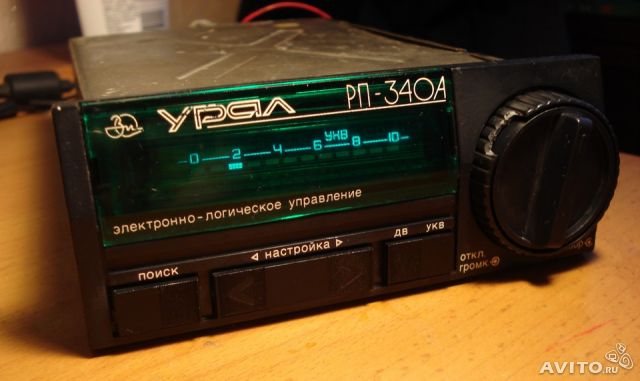 УРАЛ РП-340А
УКВ
0 2 4 6 8 10
электронно-логическое управление
поиск
настройка
дв укв
откл.
громк
AVITO.ru